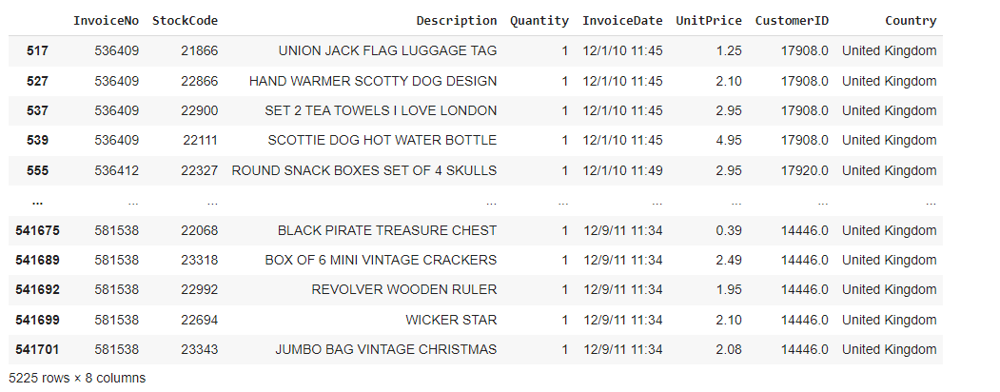 InvoiceNo StockCode Description Quantity InvoiceDate UnitPrice CustomerID Country
517 536409 21866 UNION JACK FLAG LUGGAGE TAG 1 12/1/10 11:45 1.25 17908.0 United Kingdom
527 536409 22866 HAND WARMER SCOTTY DOG DESIGN 1 12/1/10 11:45 2.10 17908.0 United Kingdom
537 536409 22900 SET 2 TEA TOWELS I LOVE LONDON 1 12/1/10 11:45 2.95 17908.0 United Kingdom
539 536409 22111 SCOTTIE DOG HOT WATER BOTTLE 1 12/1/10 11:45 4.95 17908.0 United Kingdom
555 536412 22327 ROUND SNACK BOXES SET OF 4 SKULLS 1 12/1/10 11:49 2.95 17920.0 United Kingdom
... ... ... ... ... ... ... ... ...
541675 581538 22068 BLACK PIRATE TREASURE CHEST 1 12/9/11 11:34 0.39 14446.0 United Kingdom
541689 581538 23318 BOX OF 6 MINI VINTAGE CRACKERS 1 12/9/11 11:34 2.49 14446.0 United Kingdom
541692 581538 22992 REVOLVER WOODEN RULER 1 12/9/11 11:34 1.95 14446.0 United Kingdom
541699 581538 22694 WICKER STAR 1 12/9/11 11:34 2.10 14446.0 United Kingdom
541701 581538 23343 JUMBO BAG VINTAGE CHRISTMAS 1 12/9/11 11:34 2.08 14446.0 United Kingdom
5225 rows × 8 columns